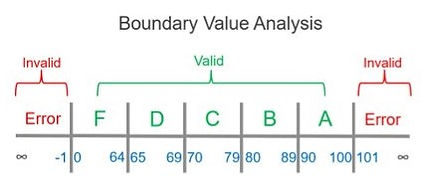 Boundary Value Analysis
Invalid Valid Invalid
Error F D C B A Error
∞ -1 0 64 65 69 70 79 80 89 90 100 101 ∞